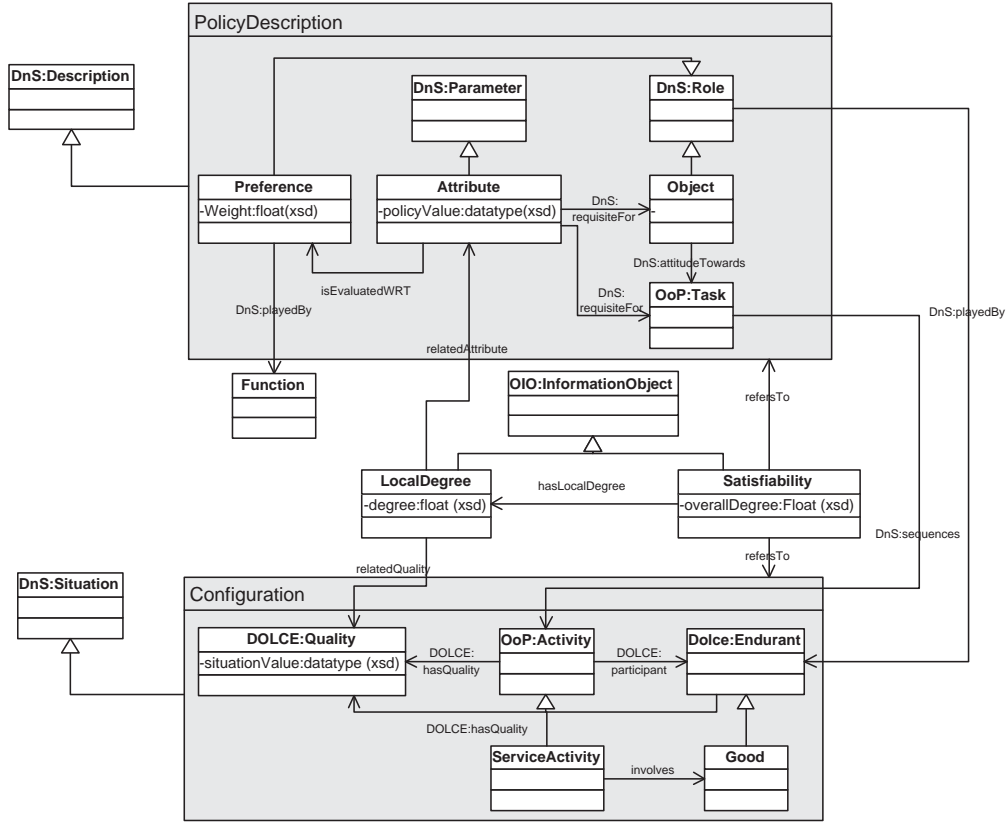 PolicyDescription
DnS:Description
DnS:Parameter
DnS:Role
Preference
-Weight:float(xsd)
Attribute
-policyValue:datatype(xsd)
DnS:
requisiteFor
Object
-
isEvaluatedWRT
DnS:attitudeTowards
DnS:playedBy
DnS:
requisiteFor
OoP:Task
DnS:playedBy
relatedAttribute
Function
OIO:InformationObject
refersTo
LocalDegree
-degree:float (xsd)
hasLocalDegree
Satisfiability
-overallDegree:Float (xsd)
DnS:sequences
relatedQuality
refersTo
DnS:Situation
Configuration
DOLCE:Quality
-situationValue:datatype (xsd)
DOLCE:
hasQuality
OoP:Activity
DOLCE:
participant
Dolce:Endurant
DOLCE:hasQuality
ServiceActivity
involves
Good